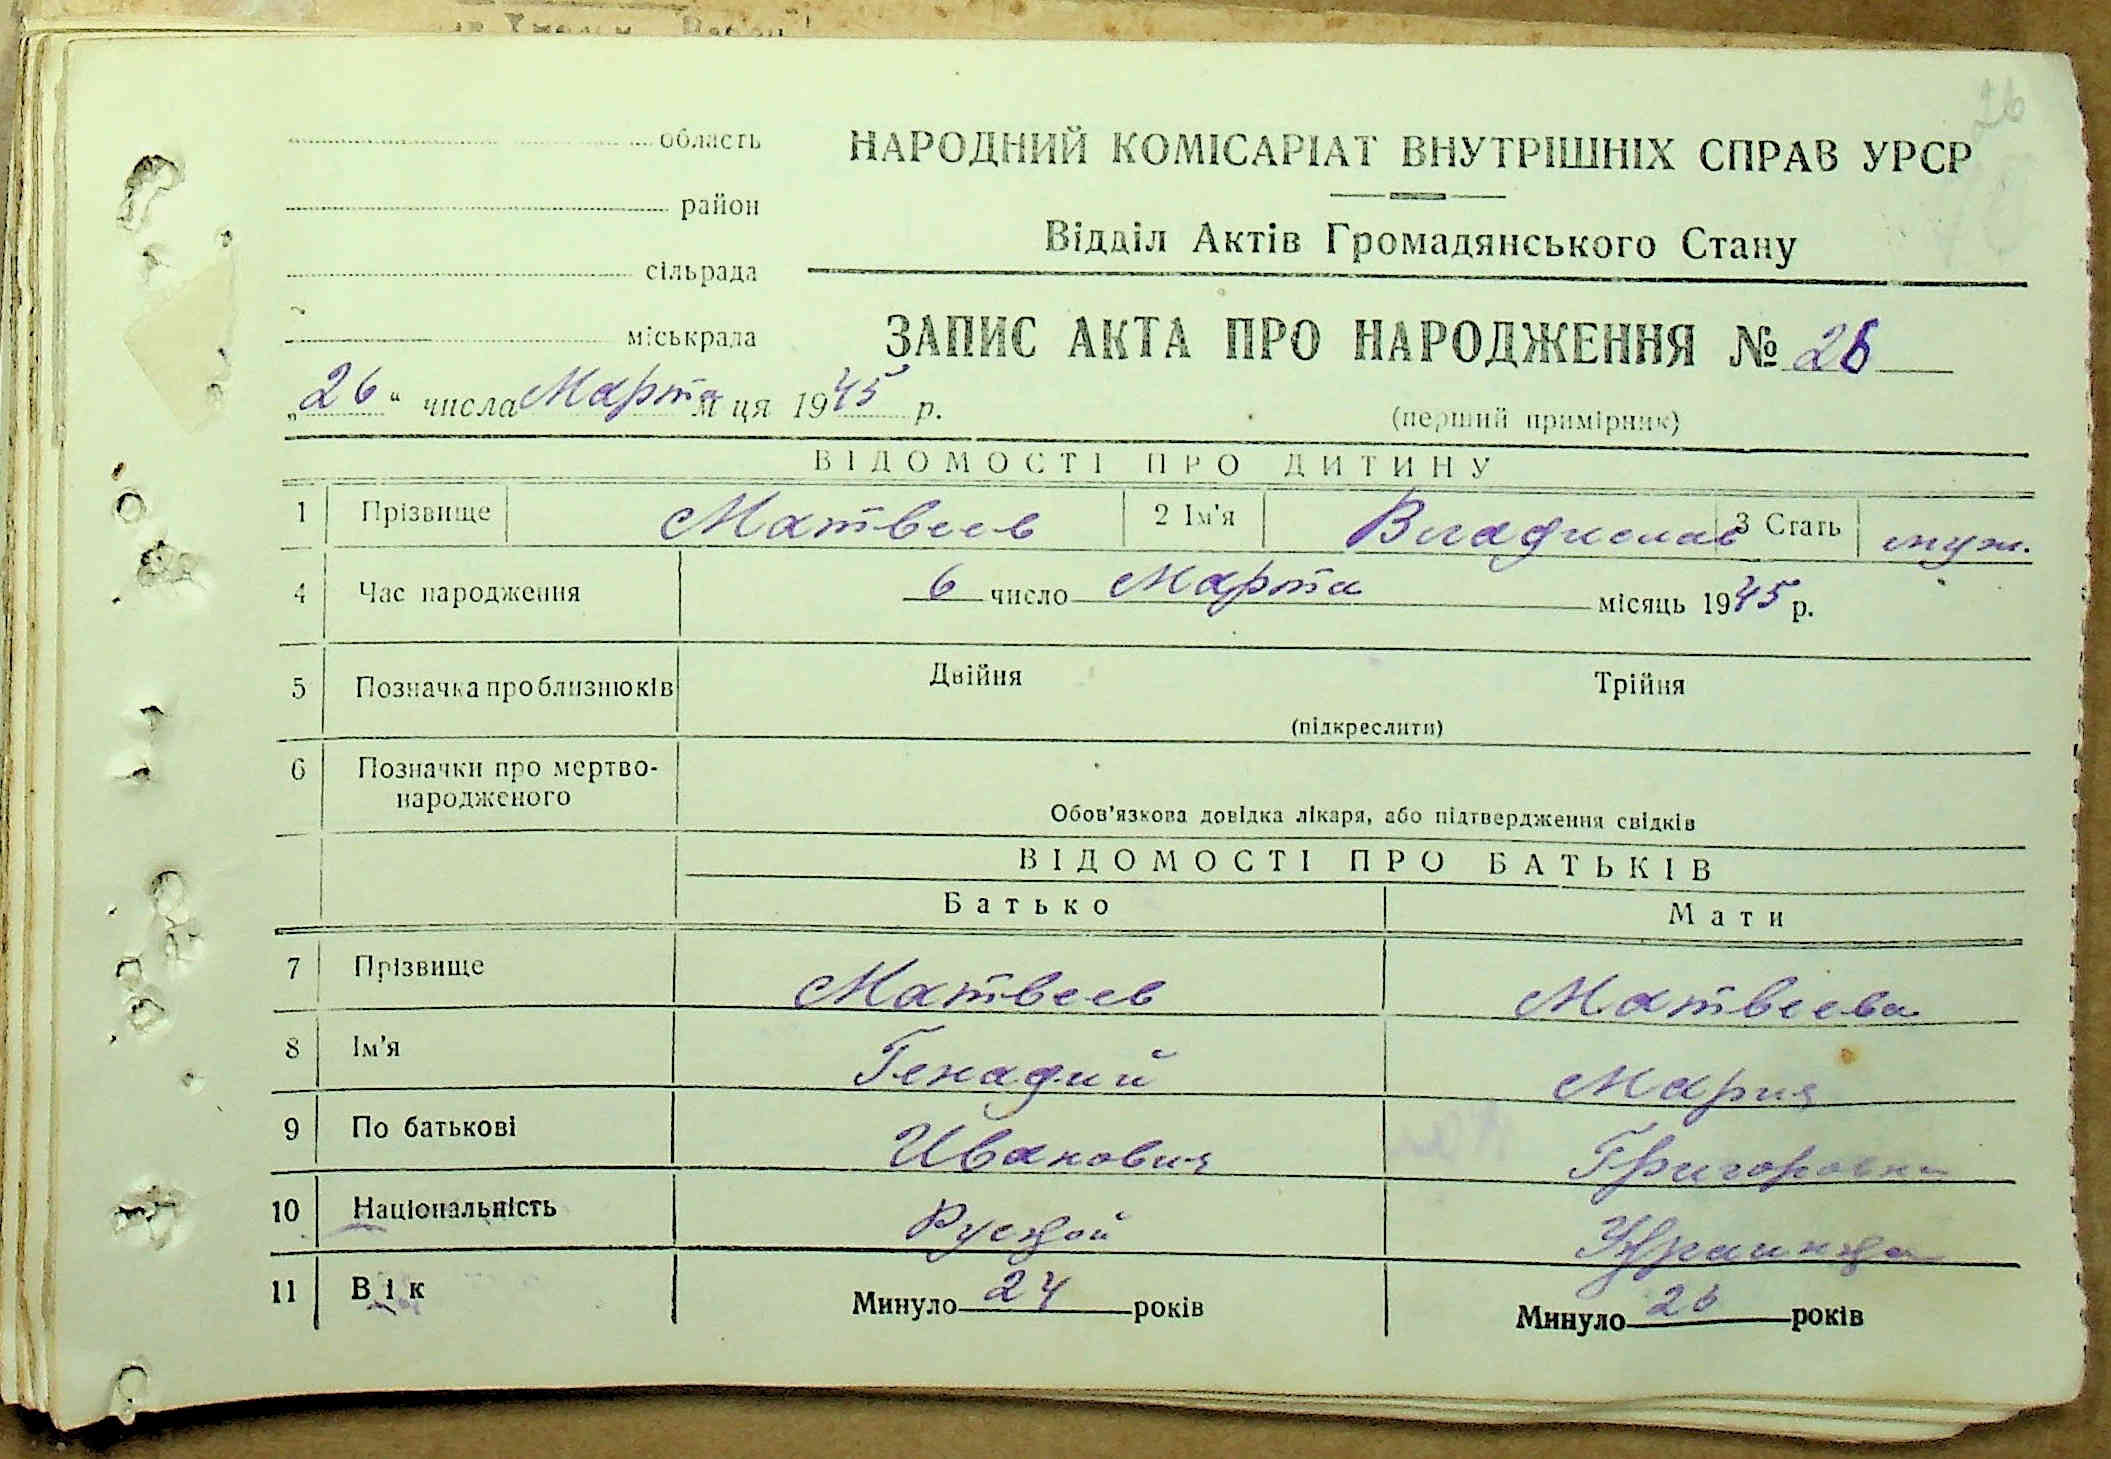 26
область
НАРОДНИЙ КОМІСАРІАТ ВНУТРІШНІХ СПРАВ УРСР
район
Відділ Актів Громадянського Стану
сільрада
міськрада
ЗАПИС АКТА ПРО НАРОДЖЕННЯ № 26
„26“ числа Марта м ця 1945 р.
(перший примірник)
ВІДОМОСТІ ПРО ДИТИНУ
1 Прізвище Матвеев 2 Ім'я Владислав 3 Стать муж.
4 Час народження 6 число Марта місяць 1945 р.
5 Позначка про близнюків Двійня Трійня
(підкреслити)
6 Позначки про мертво-
народженого
Обов'язкова довідка лікаря, або підтвердження свідків
ВІДОМОСТІ ПРО БАТЬКІВ
Батько Мати
7 Прізвище Матвеев Матвеева
8 Ім'я Генадий Мария
9 По батькові Иванович Григоровна
10 Національність Руской Украинка
11 Вік Минуло 24 років Минуло 26 років